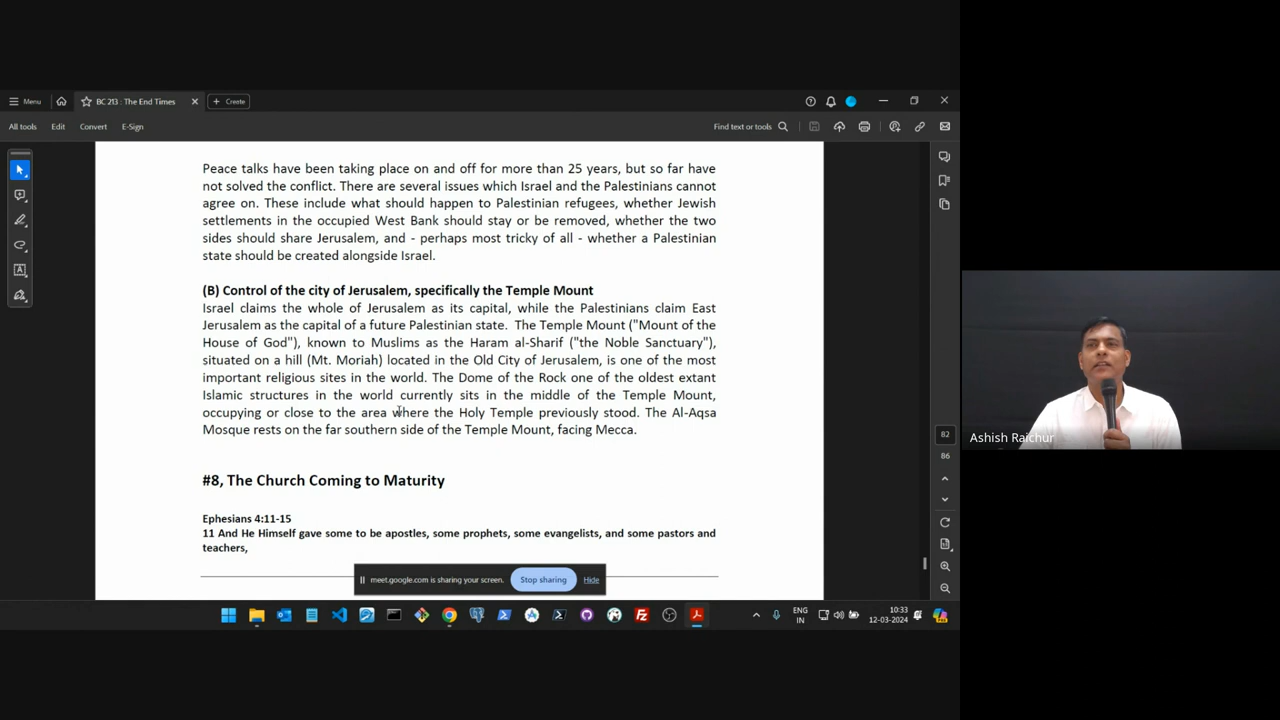 Menu
BC 213 : The End Times
Create
All tools
Edit
Convert
E-Sign
Find text or tools
Peace talks have been taking place on and off for more than 25 years, but so far have
not solved the conflict. There are several issues which Israel and the Palestinians cannot
agree on. These include what should happen to Palestinian refugees, whether Jewish
settlements in the occupied West Bank should stay or be removed, whether the two
sides should share Jerusalem, and - perhaps most tricky of all - whether a Palestinian
state should be created alongside Israel.
(B) Control of the city of Jerusalem, specifically the Temple Mount
Israel claims the whole of Jerusalem as its capital, while the Palestinians claim East
Jerusalem as the capital of a future Palestinian state. The Temple Mount ("Mount of the
House of God"), known to Muslims as the Haram al-Sharif ("the Noble Sanctuary"),
situated on a hill (Mt. Moriah) located in the Old City of Jerusalem, is one of the most
important religious sites in the world. The Dome of the Rock one of the oldest extant
Islamic structures in the world currently sits in the middle of the Temple Mount,
occupying or close to the area where the Holy Temple previously stood. The Al-Aqsa
Mosque rests on the far southern side of the Temple Mount, facing Mecca.
#8, The Church Coming to Maturity
Ephesians 4:11-15
11 And He Himself gave some to be apostles, some prophets, some evangelists, and some pastors and
teachers,
82
86
meet.google.com is sharing your screen.
Stop sharing
Hide
ENG
IN
10:33
12-03-2024
Ashish Raichur